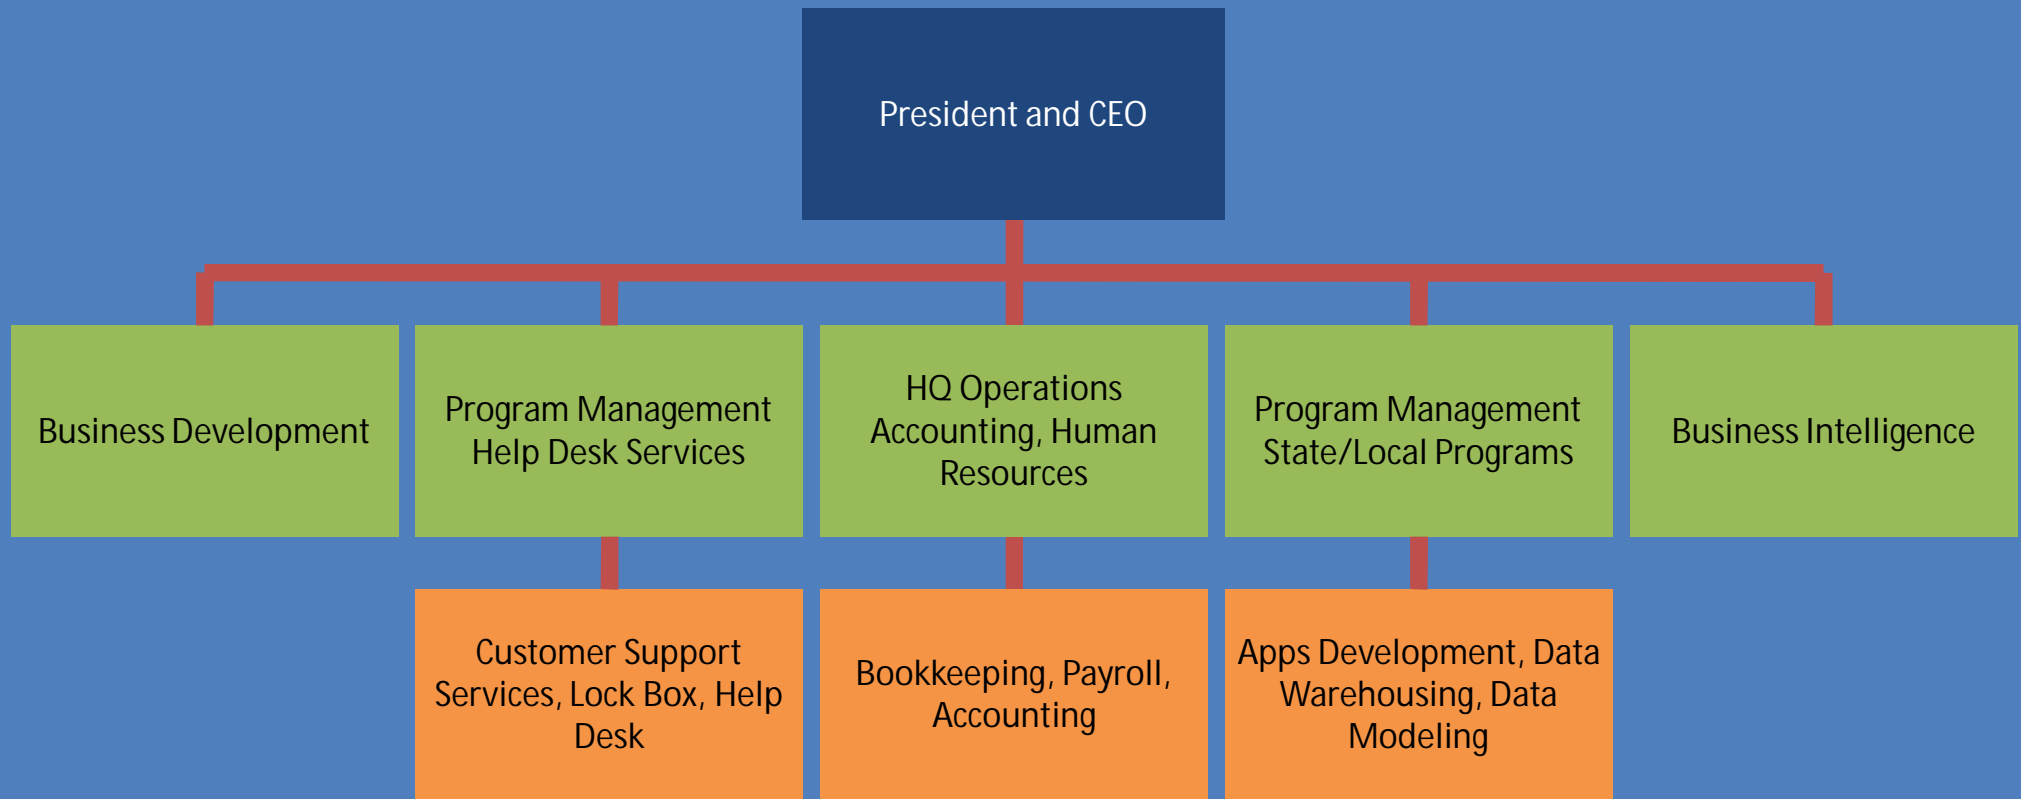 President and CEO
Business Development
Program Management
Help Desk Services
HQ Operations
Accounting, Human
Resources
Program Management
State/Local Programs
Business Intelligence
Customer Support
Services, Lock Box, Help
Desk
Bookkeeping, Payroll,
Accounting
Apps Development, Data
Warehousing, Data
Modeling